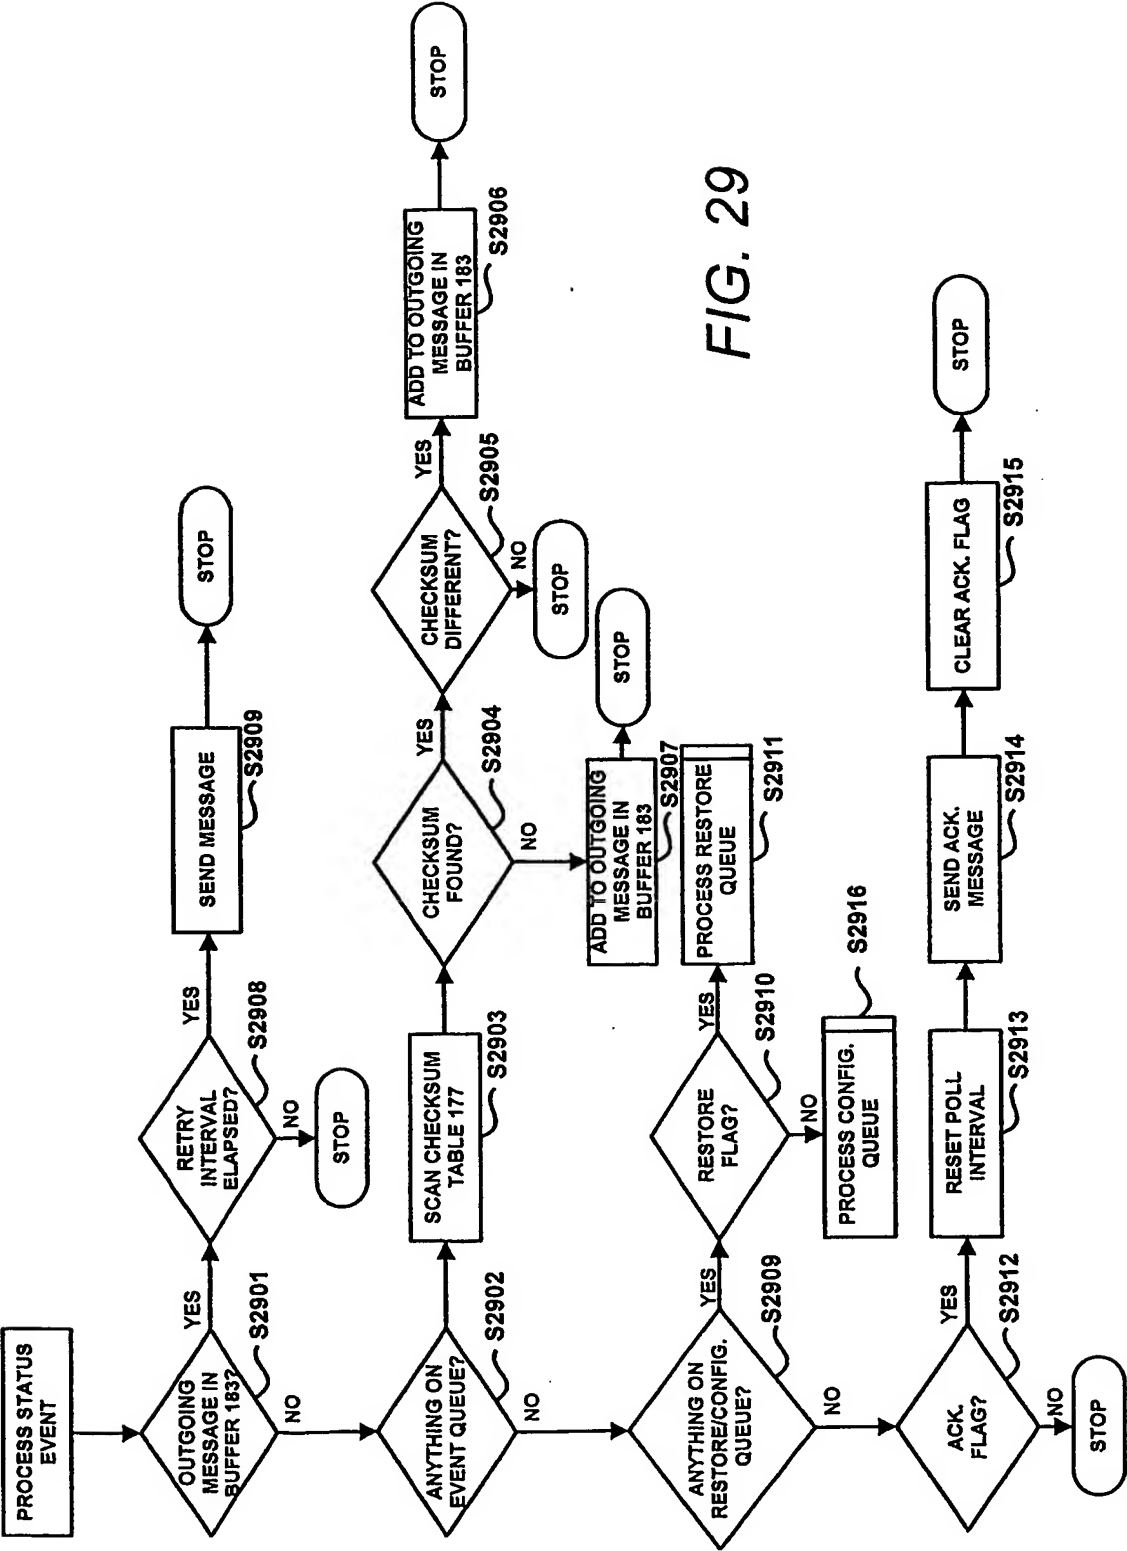 PROCESS STATUS
EVENT
OUTGOING
MESSAGE IN
BUFFER 183?
S2901
YES
NO
RETRY
INTERVAL
ELAPSED?
S2908
YES
NO
STOP
SEND MESSAGE
S2909
STOP
ANYTHING ON
EVENT QUEUE?
S2902
NO
SCAN CHECKSUM
TABLE 177
S2903
CHECKSUM
FOUND?
S2904
YES
NO
CHECKSUM
DIFFERENT?
S2905
YES
NO
STOP
ADD TO OUTGOING
MESSAGE IN
BUFFER 183
S2906
STOP
ADD TO OUTGOING
MESSAGE IN
BUFFER 183
S2907
STOP
ANYTHING ON
RESTORE/CONFIG.
QUEUE?
S2909
YES
NO
RESTORE
FLAG?
S2910
YES
NO
PROCESS RESTORE
QUEUE
S2911
PROCESS CONFIG.
QUEUE
S2916
ACK.
FLAG?
S2912
YES
NO
STOP
RESET POLL
INTERVAL
S2913
SEND ACK.
MESSAGE
S2914
CLEAR ACK. FLAG
S2915
STOP
FIG. 29